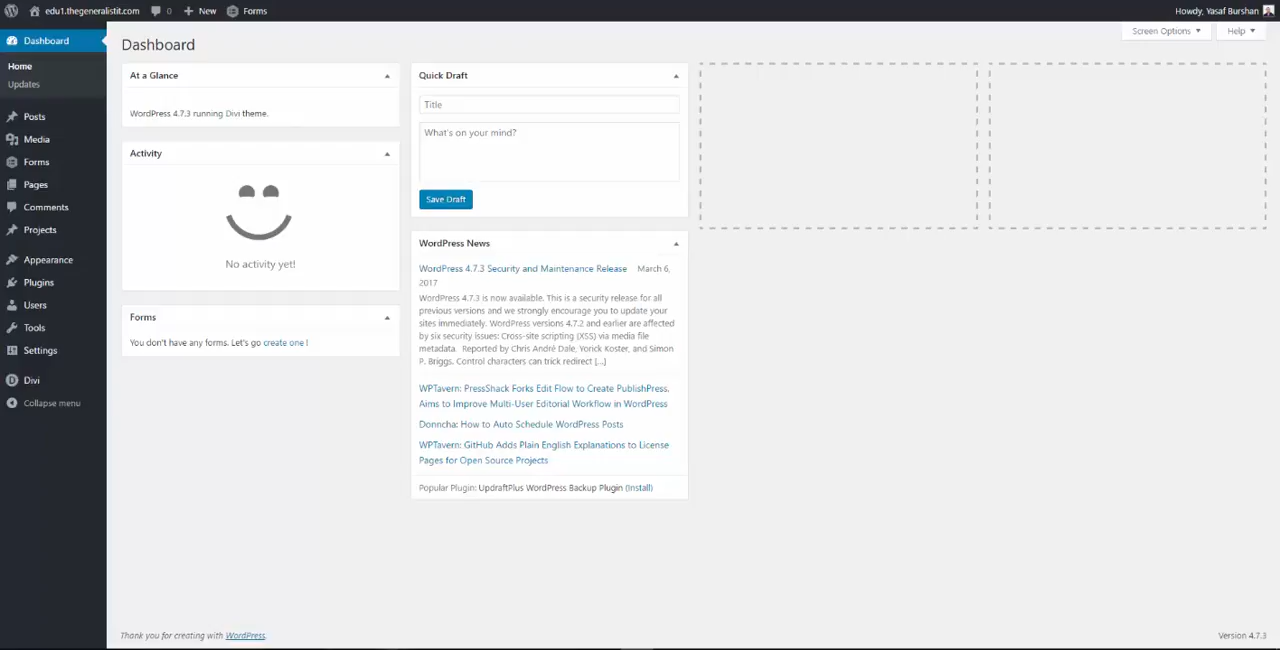 edu1.thegeneralistit.com 0 New Forms Howdy, Yasaf Burshan
Dashboard
Home
Updates
Posts
Media
Forms
Pages
Comments
Projects
Appearance
Plugins
Users
Tools
Settings
Divi
Collapse menu
Screen Options Help
Dashboard
At a Glance
WordPress 4.7.3 running Divi theme.
Activity
No activity yet!
Forms
You don't have any forms. Let's go create one !
Quick Draft
Title
What's on your mind?
Save Draft
WordPress News
WordPress 4.7.3 Security and Maintenance Release March 6,
2017
WordPress 4.7.3 is now available. This is a security release for all
previous versions and we strongly encourage you to update your
sites immediately. WordPress versions 4.7.2 and earlier are affected
by six security issues: Cross-site scripting (XSS) via media file
metadata. Reported by Chris André Dale, Yorick Koster, and Simon
P. Briggs. Control characters can trick redirect [...]
WPTavern: PressShack Forks Edit Flow to Create PublishPress,
Aims to Improve Multi-User Editorial Workflow in WordPress
Donncha: How to Auto Schedule WordPress Posts
WPTavern: GitHub Adds Plain English Explanations to License
Pages for Open Source Projects
Popular Plugin: UpdraftPlus WordPress Backup Plugin (Install)
Thank you for creating with WordPress.
Version 4.7.3